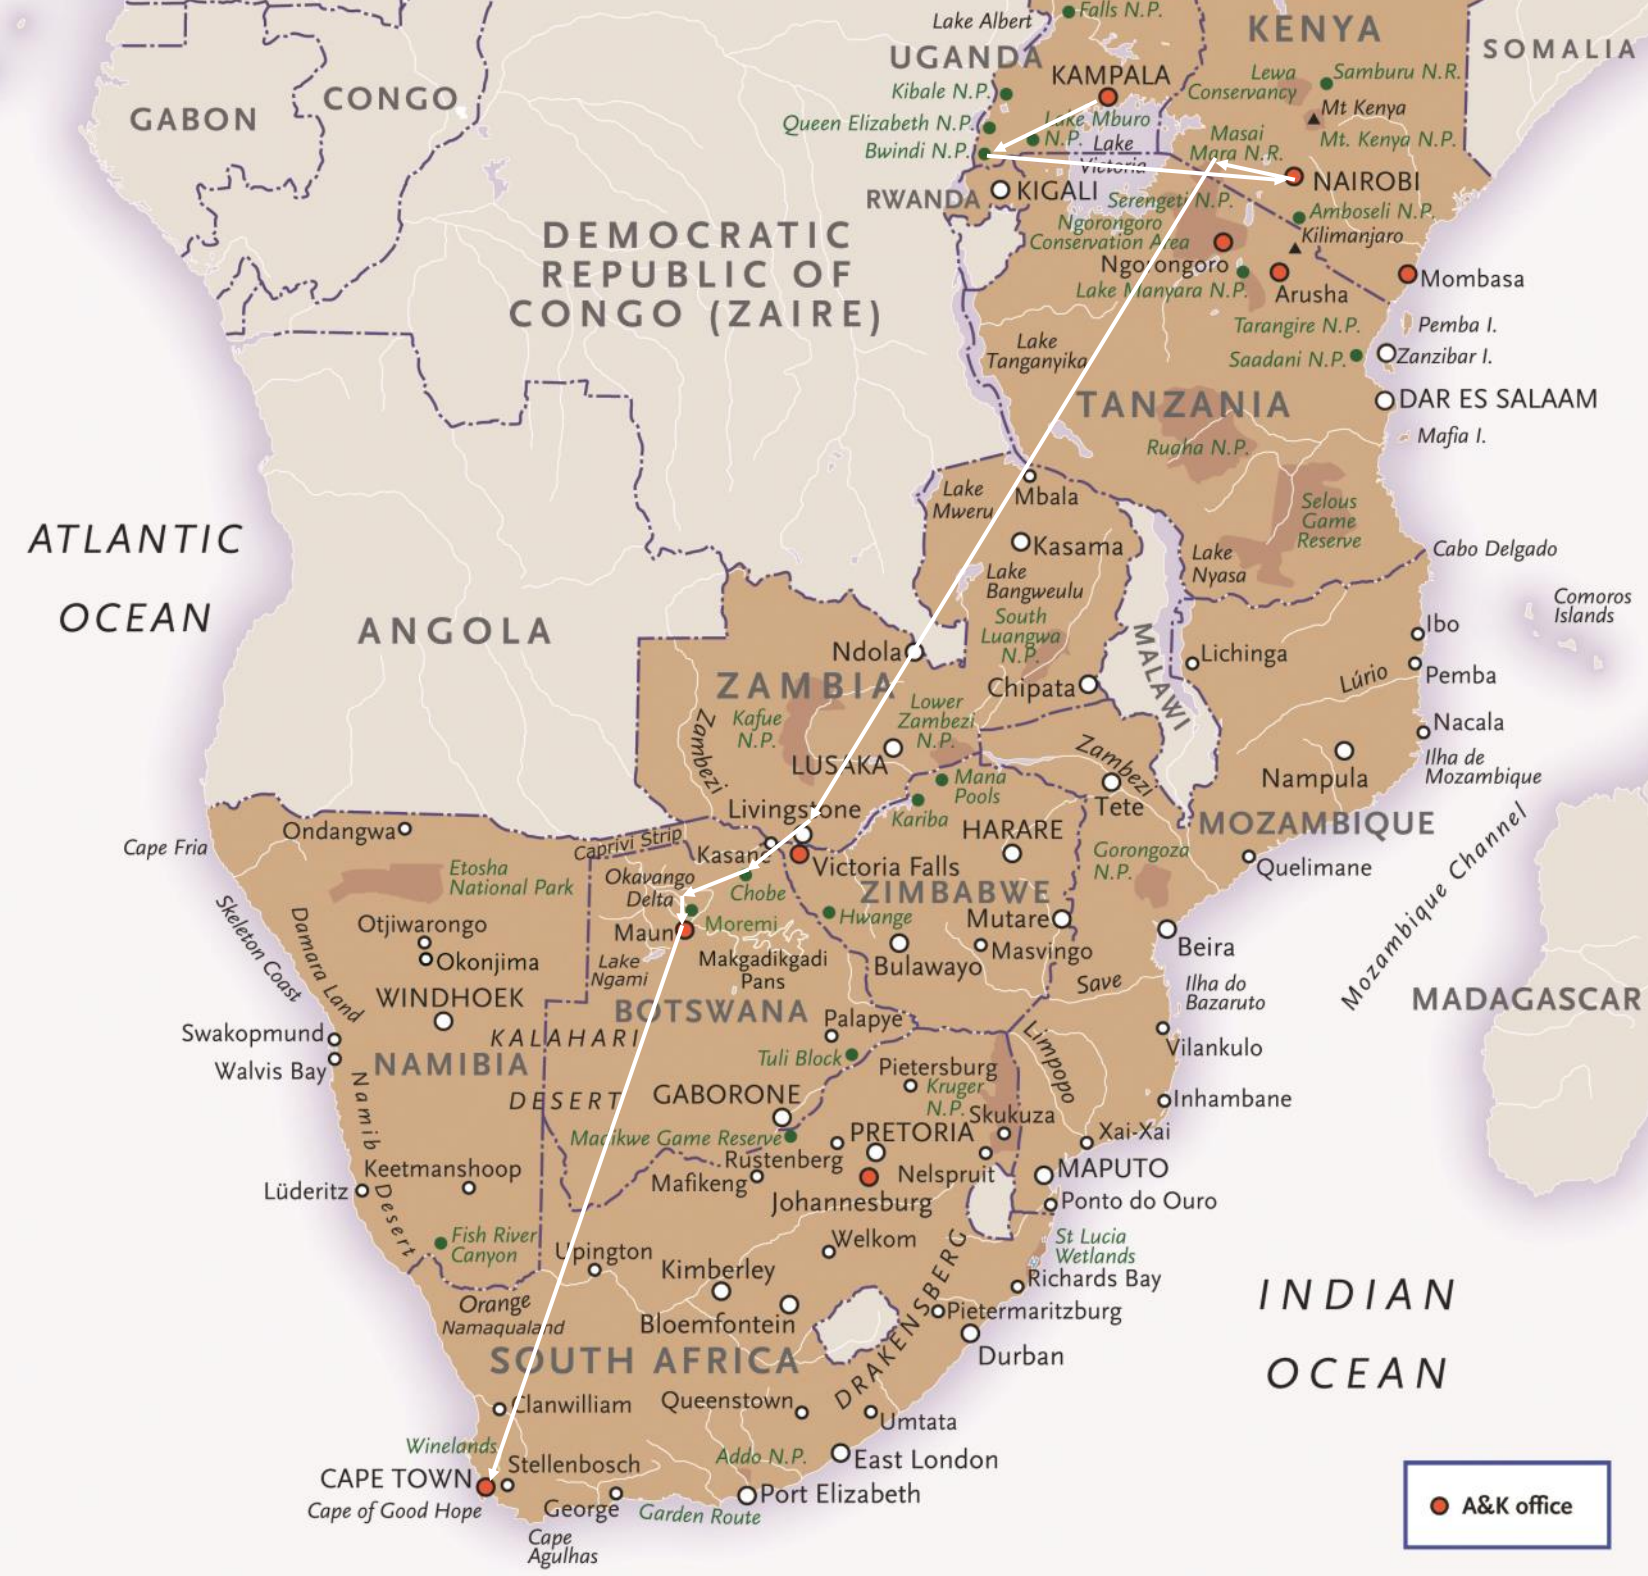 Falls N.P.
Lake Albert
KENYA
SOMALIA
UGANDA
KAMPALA
Lewa
Conservancy
Samburu N.R.
Kibale N.P.
GABON
CONGO
Mt Kenya
Queen Elizabeth N.P.
Lake Mburo
N.P.
Masai
Mara N.R.
Mt. Kenya N.P.
Bwindi N.P.
Lake
Victoria
RWANDA
KIGALI
NAIROBI
Serengeti N.P.
Amboseli N.P.
Ngorongoro
Conservation Area
Kilimanjaro
DEMOCRATIC
REPUBLIC OF
CONGO (ZAIRE)
Ngorongoro
Mombasa
Lake Manyara N.P.
Arusha
Tarangire N.P.
Pemba I.
Lake
Tanganyika
Saadani N.P.
Zanzibar I.
TANZANIA
DAR ES SALAAM
Mafia I.
Ruaha N.P.
Lake
Mweru
Mbala
Selous
Game
Reserve
ATLANTIC
OCEAN
Kasama
Lake
Nyasa
Cabo Delgado
Lake
Bangweulu
Comoros
Islands
South
Luangwa
N.P.
ANGOLA
MALAWI
Ibo
Ndola
Lichinga
ZAMBIA
Chipata
Lúrio
Pemba
Kafue
N.P.
Zambezi
Lower
Zambezi
N.P.
Nacala
LUSAKA
Zambezi
Nampula
Ilha de
Mozambique
Mana
Pools
Tete
Livingstone
Kariba
MOZAMBIQUE
Ondangwa
HARARE
Cape Fria
Caprivi Strip
Kasane
Victoria Falls
Gorongoza
N.P.
Quelimane
Mozambique Channel
Etosha
National Park
Okavango
Delta
Chobe
ZIMBABWE
Skeleton Coast
Damara Land
Otjiwarongo
Maun
Moremi
Hwange
Mutare
Okonjima
Lake
Ngami
Makgadikgadi
Pans
Bulawayo
Masvingo
Beira
WINDHOEK
BOTSWANA
Save
Ilha do
Bazaruto
MADAGASCAR
Swakopmund
KALAHARI
Palapye
Limpopo
Vilankulo
Walvis Bay
NAMIBIA
Tuli Block
Pietersburg
Namib
Desert
DESERT
GABORONE
Kruger
N.P.
Inhambane
Skukuza
Madikwe Game Reserve
PRETORIA
Xai-Xai
Rustenberg
Keetmanshoop
Mafikeng
Nelspruit
MAPUTO
Lüderitz
Johannesburg
Ponto do Ouro
Fish River
Canyon
Upington
Welkom
St Lucia
Wetlands
Kimberley
Richards Bay
INDIAN
OCEAN
Orange
Namaqualand
Bloemfontein
DRAKENSBERG
Pietermaritzburg
SOUTH AFRICA
Durban
Clanwilliam
Queenstown
Umtata
Winelands
Stellenbosch
Addo N.P.
East London
CAPE TOWN
Cape of Good Hope
George
Garden Route
Port Elizabeth
Cape
Agulhas
A&K office